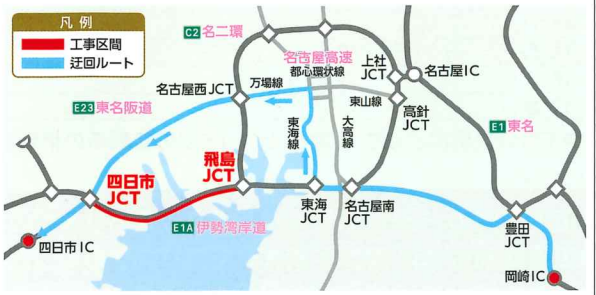 凡例
工事区間
迂回ルート
C2 名二環
名古屋高速
都心環状線
上社
JCT
名古屋IC
名古屋西JCT
万場線
東山線
高針
JCT
E23 東名阪道
東海線
大高線
E1 東名
飛島
JCT
四日市
JCT
東海
JCT
名古屋南
JCT
豊田
JCT
E1A 伊勢湾岸道
四日市IC
岡崎IC